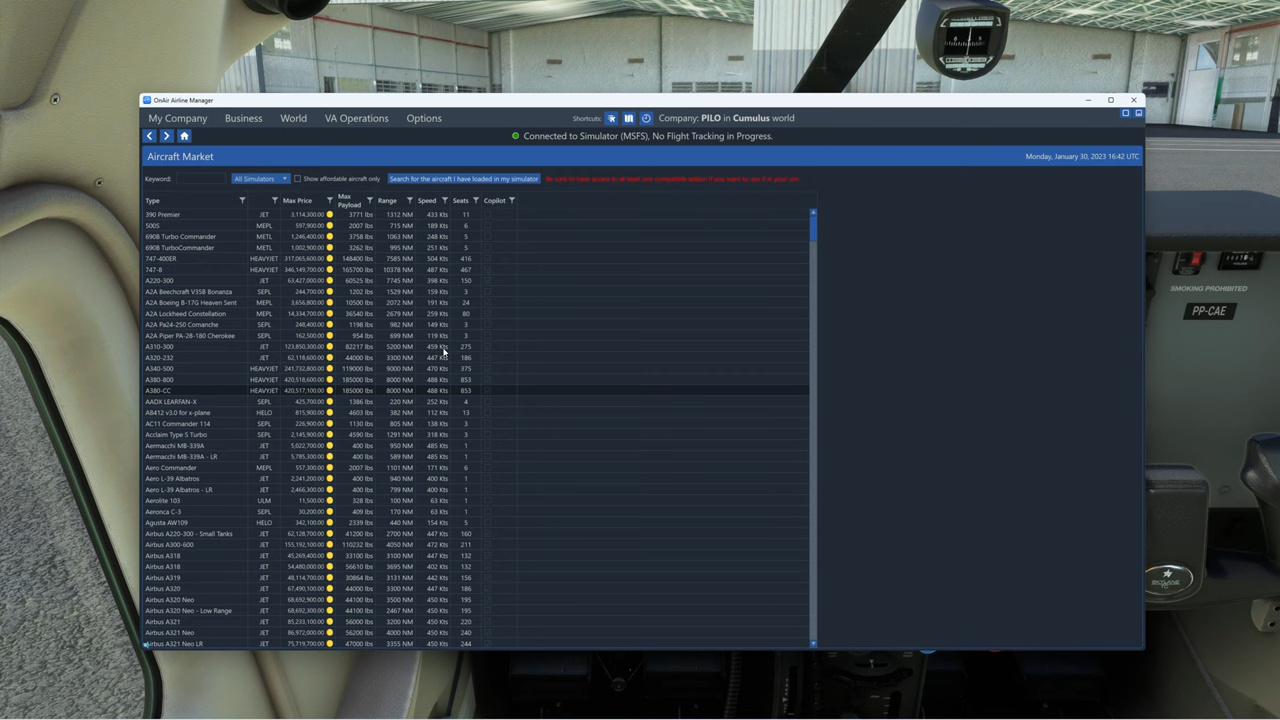 OnAir Airline Manager
My Company Business World VA Operations Options Shortcuts: Company: PILO in Cumulus world
Connected to Simulator (MSFS), No Flight Tracking in Progress.
Aircraft Market Monday, January 30, 2023 16:42 UTC
Keyword: All Simulators Show affordable aircraft only Search for the aircraft I have loaded in my simulator Be sure to have access to at least one compatible addon if you want to use it in your sim
Type Max Price Max Payload Range Speed Seats Copilot
390 Premier JET 3,114,300.00 3771 lbs 1312 NM 433 Kts 11
500S MEPL 597,900.00 2007 lbs 715 NM 189 Kts 6
690B Turbo Commander METL 1,246,400.00 3758 lbs 1063 NM 248 Kts 6
690B TurboCommander METL 1,002,900.00 3262 lbs 995 NM 251 Kts 5
747-400ER HEAVYJET 317,065,600.00 148400 lbs 7585 NM 504 Kts 416
747-8 HEAVYJET 346,149,700.00 165700 lbs 10378 NM 487 Kts 467
A220-300 JET 63,427,000.00 60525 lbs 7745 NM 398 Kts 150
A2A Beechcraft V35B Bonanza SEPL 244,700.00 1202 lbs 1529 NM 159 Kts 3
A2A Boeing B-17G Heaven Sent MEPL 3,656,800.00 10500 lbs 2072 NM 191 Kts 24
A2A Lockheed Constellation MEPL 14,334,700.00 36540 lbs 2679 NM 259 Kts 80
A2A Pa24-250 Comanche SEPL 248,400.00 1198 lbs 982 NM 149 Kts 3
A2A Piper PA-28-180 Cherokee SEPL 162,500.00 954 lbs 699 NM 119 Kts 3
A310-300 JET 123,850,300.00 82217 lbs 5200 NM 459 Kts 275
A320-232 JET 62,118,600.00 44000 lbs 3300 NM 447 Kts 186
A340-500 HEAVYJET 241,732,800.00 119000 lbs 9000 NM 470 Kts 375
A380-800 HEAVYJET 420,518,600.00 185000 lbs 8000 NM 488 Kts 853
A380-CC HEAVYJET 420,517,100.00 185000 lbs 8000 NM 488 Kts 853
AADX LEARFAN-X SEPL 425,700.00 1386 lbs 220 NM 252 Kts 4
AB412 v3.0 for x-plane HELO 815,900.00 4603 lbs 382 NM 112 Kts 13
AC11 Commander 114 SEPL 226,900.00 1130 lbs 805 NM 138 Kts 3
Acclaim Type S Turbo SEPL 2,145,900.00 4590 lbs 1291 NM 318 Kts 3
Aermacchi MB-339A JET 5,022,700.00 400 lbs 950 NM 485 Kts 1
Aermacchi MB-339A - LR JET 5,785,300.00 400 lbs 589 NM 485 Kts 1
Aero Commander MEPL 557,300.00 2007 lbs 1101 NM 171 Kts 6
Aero L-39 Albatros JET 2,241,200.00 400 lbs 940 NM 400 Kts 1
Aero L-39 Albatros - LR JET 2,466,300.00 400 lbs 799 NM 400 Kts 1
Aerolite 103 ULM 11,500.00 328 lbs 100 NM 63 Kts 1
Aeronca C-3 SEPL 30,200.00 409 lbs 170 NM 63 Kts 1
Agusta AW109 HELO 342,100.00 2339 lbs 440 NM 154 Kts 5
Airbus A220-300 - Small Tanks JET 62,128,700.00 41200 lbs 2700 NM 447 Kts 160
Airbus A300-600 JET 155,192,100.00 110232 lbs 4050 NM 472 Kts 211
Airbus A318 JET 45,269,400.00 33100 lbs 3100 NM 447 Kts 132
Airbus A318 JET 54,480,000.00 56610 lbs 3695 NM 402 Kts 132
Airbus A319 JET 48,114,700.00 30864 lbs 3131 NM 442 Kts 156
Airbus A320 JET 67,490,100.00 44000 lbs 3300 NM 447 Kts 186
Airbus A320 Neo JET 68,692,900.00 44100 lbs 3500 NM 450 Kts 195
Airbus A320 Neo - Low Range JET 68,692,300.00 44100 lbs 2467 NM 450 Kts 195
Airbus A321 JET 85,233,100.00 56000 lbs 3200 NM 450 Kts 220
Airbus A321 Neo JET 86,972,000.00 56200 lbs 4000 NM 450 Kts 240
Airbus A321 Neo LR JET 75,719,700.00 47000 lbs 3355 NM 450 Kts 244
SMOKING PROHIBITED
PP-CAE